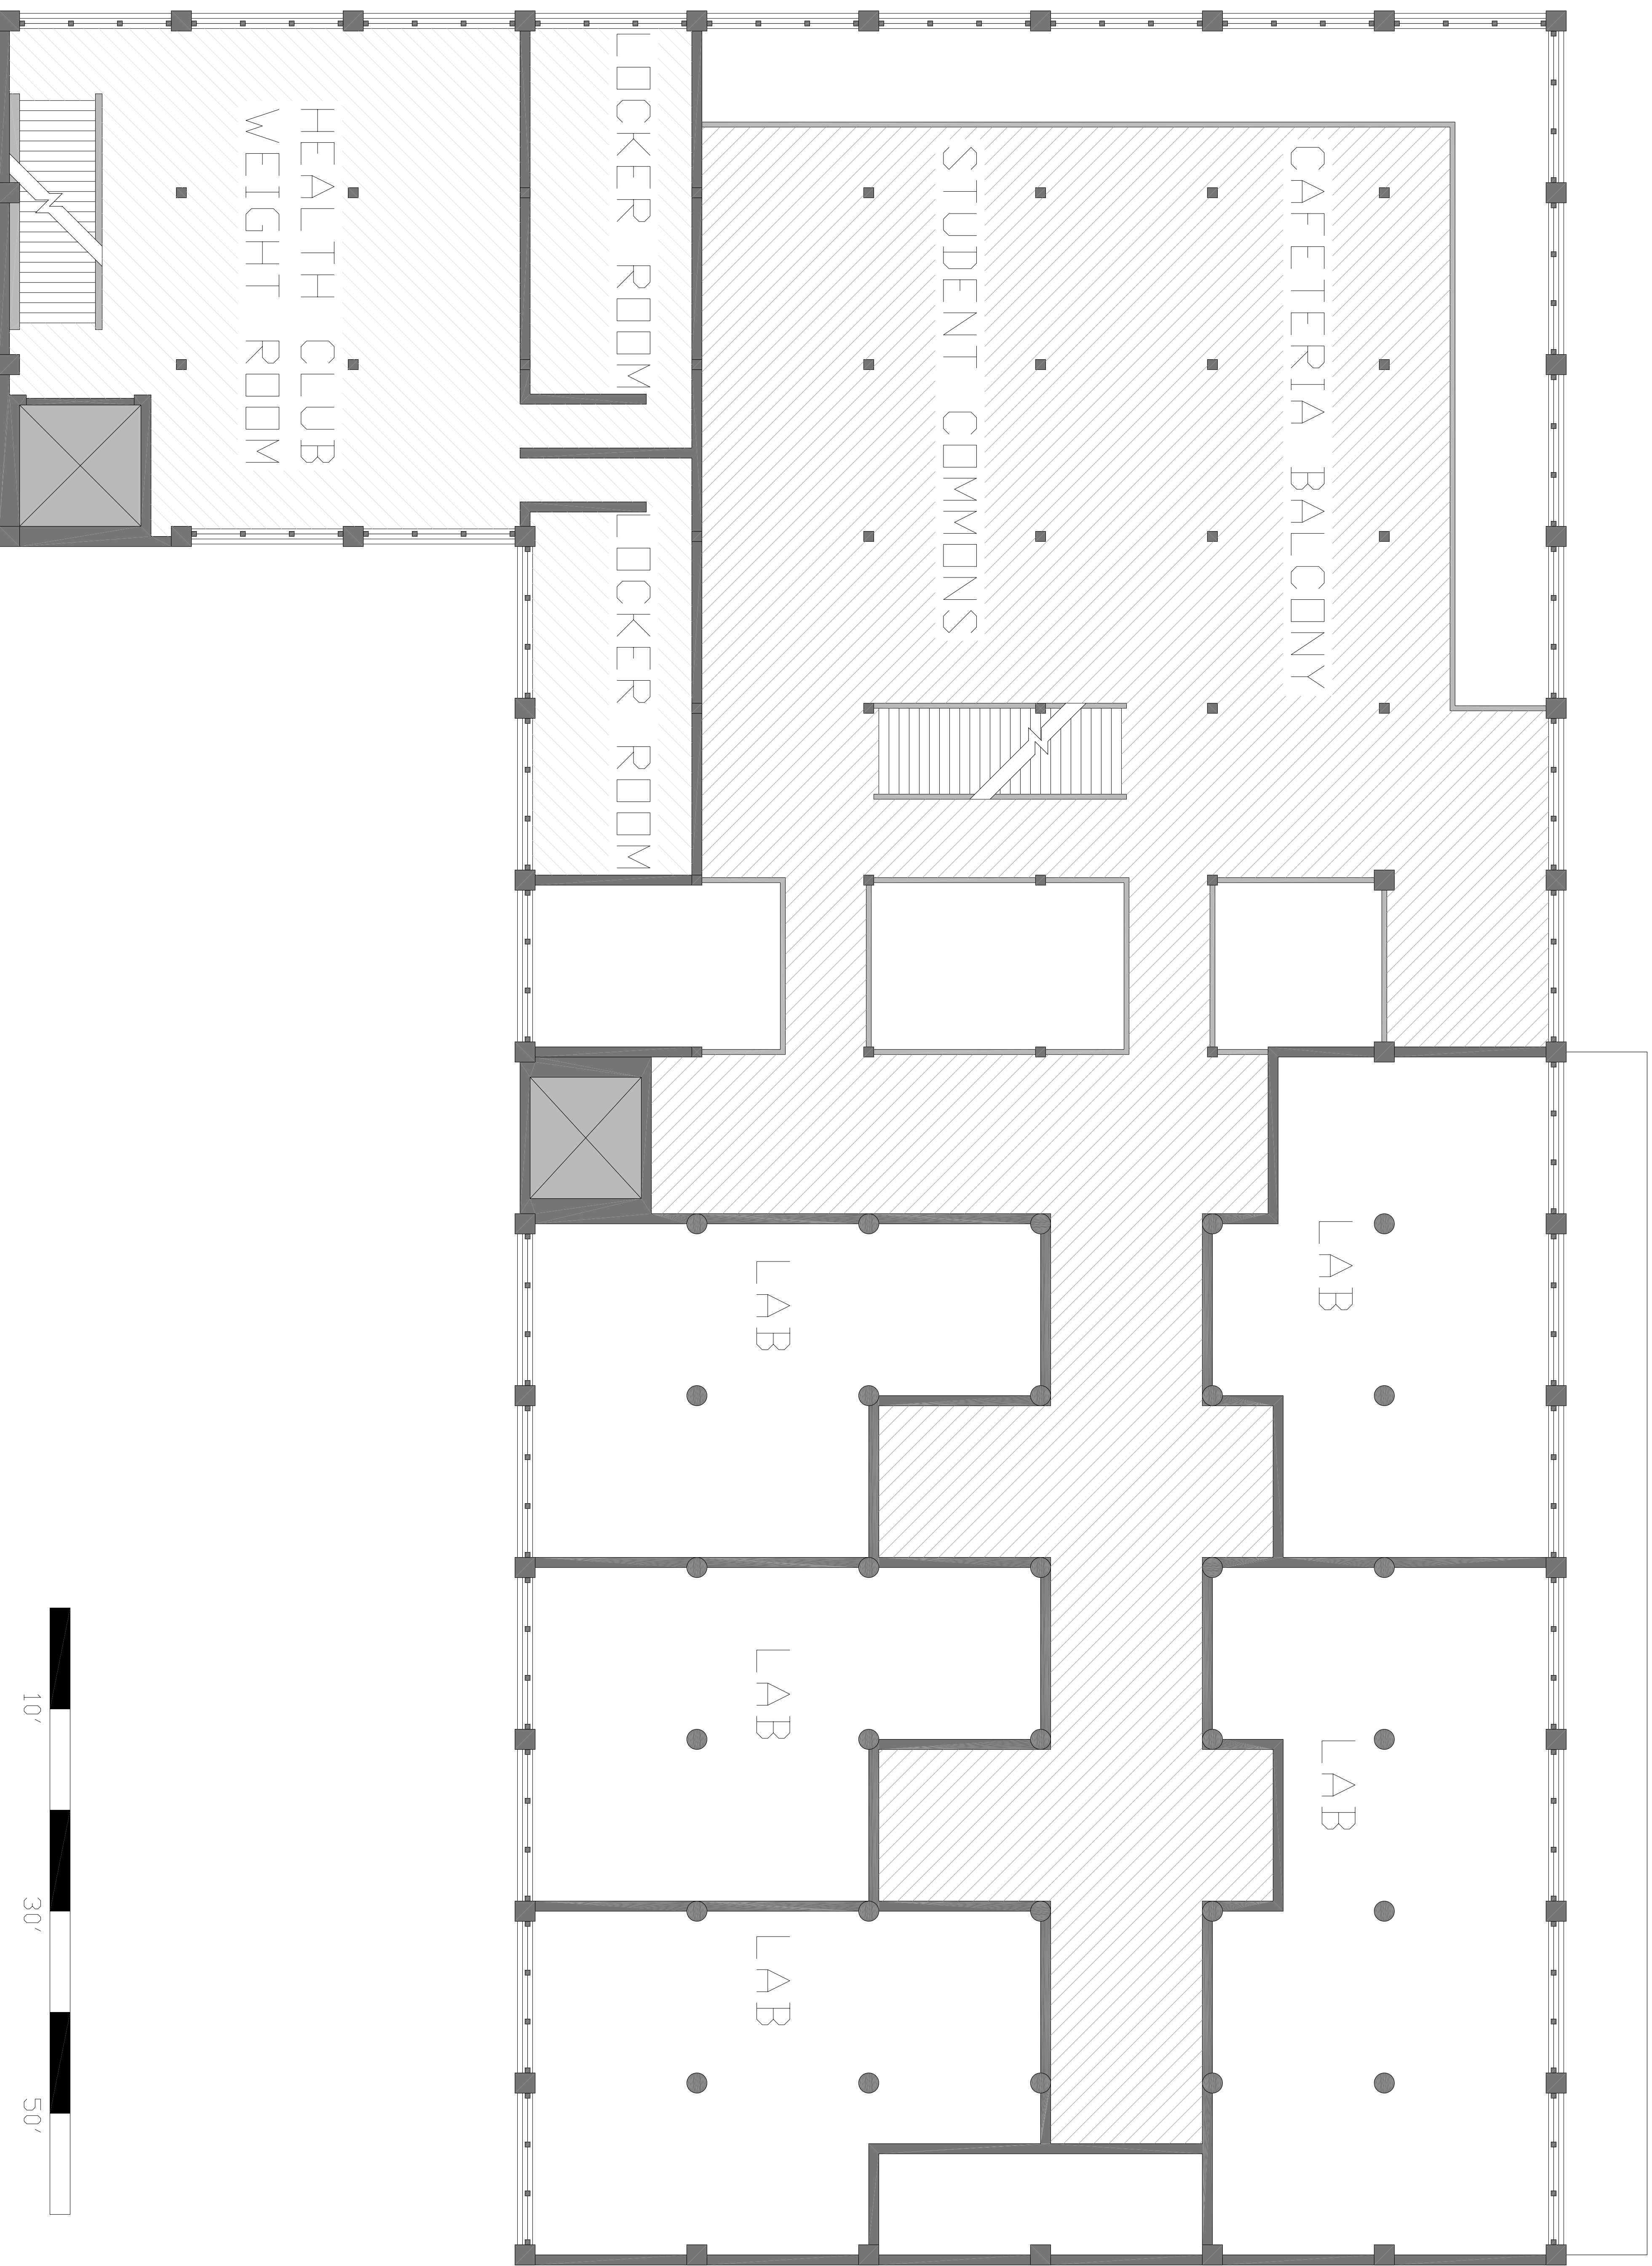 CAFETERIA BALCONY
STUDENT COMMONS
LOCKER ROOM
LOCKER ROOM
HEALTH CLUB
WEIGHT ROOM
LAB
LAB
LAB
LAB
LAB
10'
30'
50'